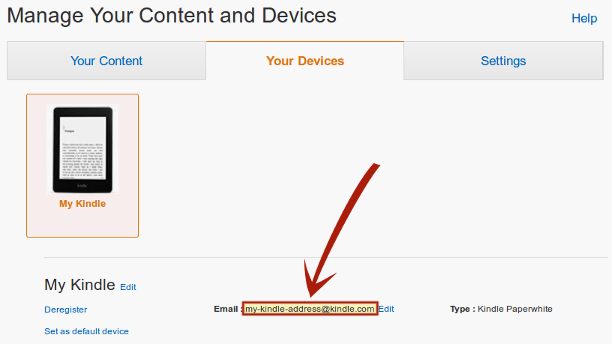 Manage Your Content and Devices
Help
Your Content
Your Devices
Settings
kindle
My Kindle
My Kindle Edit
Deregister
Email : my-kindle-address@kindle.com Edit
Type : Kindle Paperwhite
Set as default device